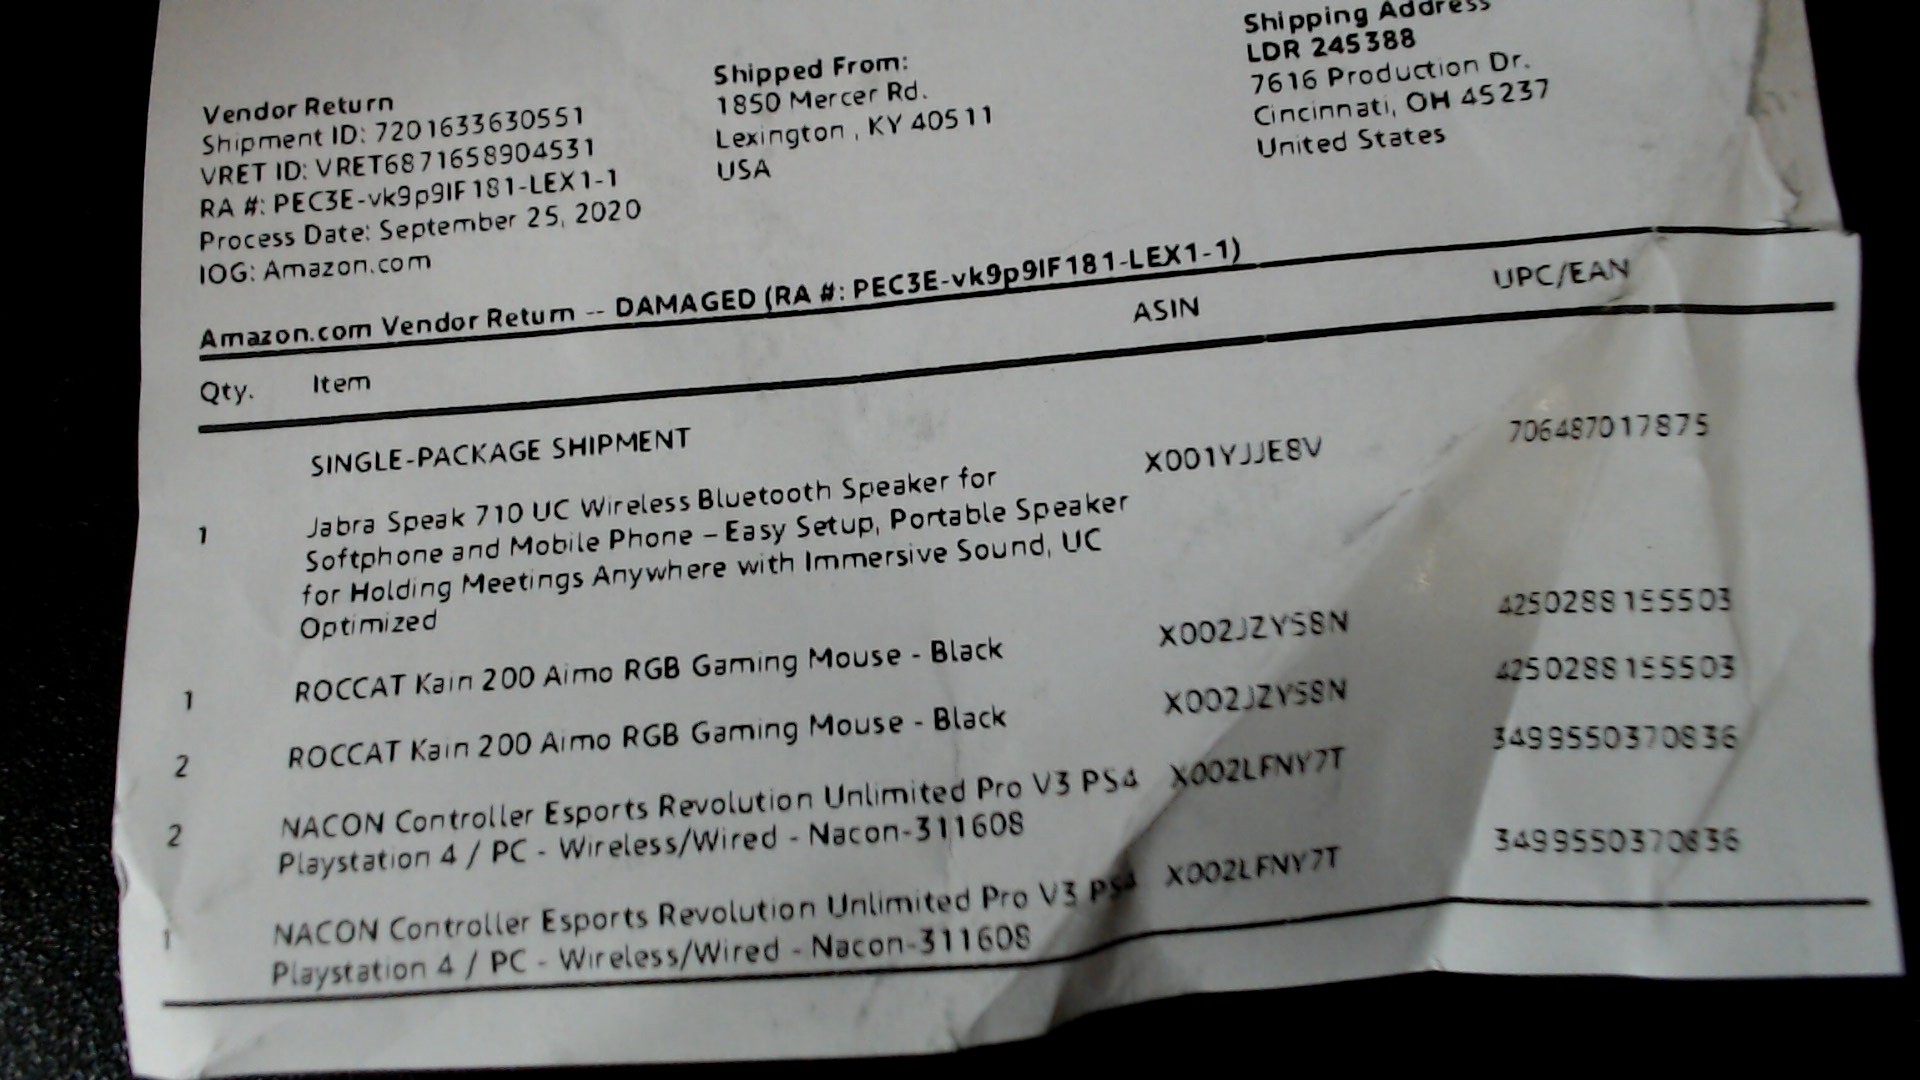 Vendor Return
Shipment ID: 7201633630551
VRET ID: VRET6871658904531
RA #: PEC3E-vk9p9IF181-LEX1-1
Process Date: September 25, 2020
IOG: Amazon.com
Shipped From:
1850 Mercer Rd.
Lexington , KY 40511
USA
Shipping Address
LDR 245388
7616 Production Dr.
Cincinnati, OH 45237
United States
Amazon.com Vendor Return -- DAMAGED (RA #: PEC3E-vk9p9IF181-LEX1-1)
Qty. Item ASIN UPC/EAN
SINGLE-PACKAGE SHIPMENT
1 Jabra Speak 710 UC Wireless Bluetooth Speaker for X001YJJE8V 706487017875
Softphone and Mobile Phone – Easy Setup, Portable Speaker
for Holding Meetings Anywhere with Immersive Sound, UC
Optimized
1 ROCCAT Kain 200 Aimo RGB Gaming Mouse - Black X002JZY58N 4250288155503
2 ROCCAT Kain 200 Aimo RGB Gaming Mouse - Black X002JZY58N 4250288155503
2 NACON Controller Esports Revolution Unlimited Pro V3 PS4 X002LFNY7T 3499550370836
Playstation 4 / PC - Wireless/Wired - Nacon-311608
1 NACON Controller Esports Revolution Unlimited Pro V3 PS4 X002LFNY7T 3499550370836
Playstation 4 / PC - Wireless/Wired - Nacon-311608